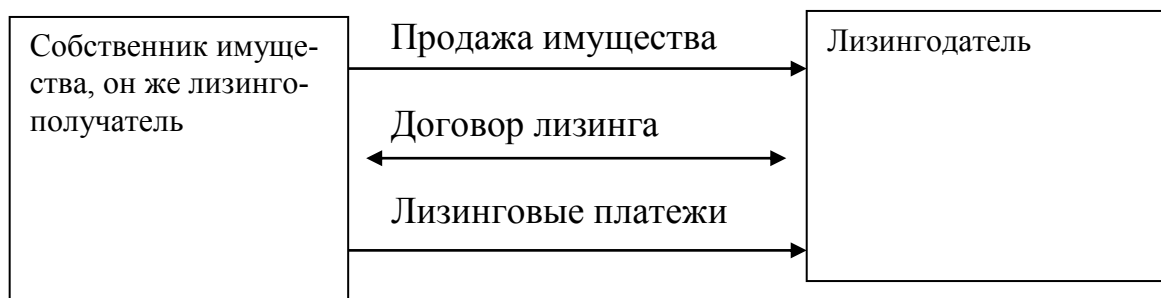 Собственник имуще-
ства, он же лизинго-
получатель
Продажа имущества
Договор лизинга
Лизинговые платежи
Лизингодатель